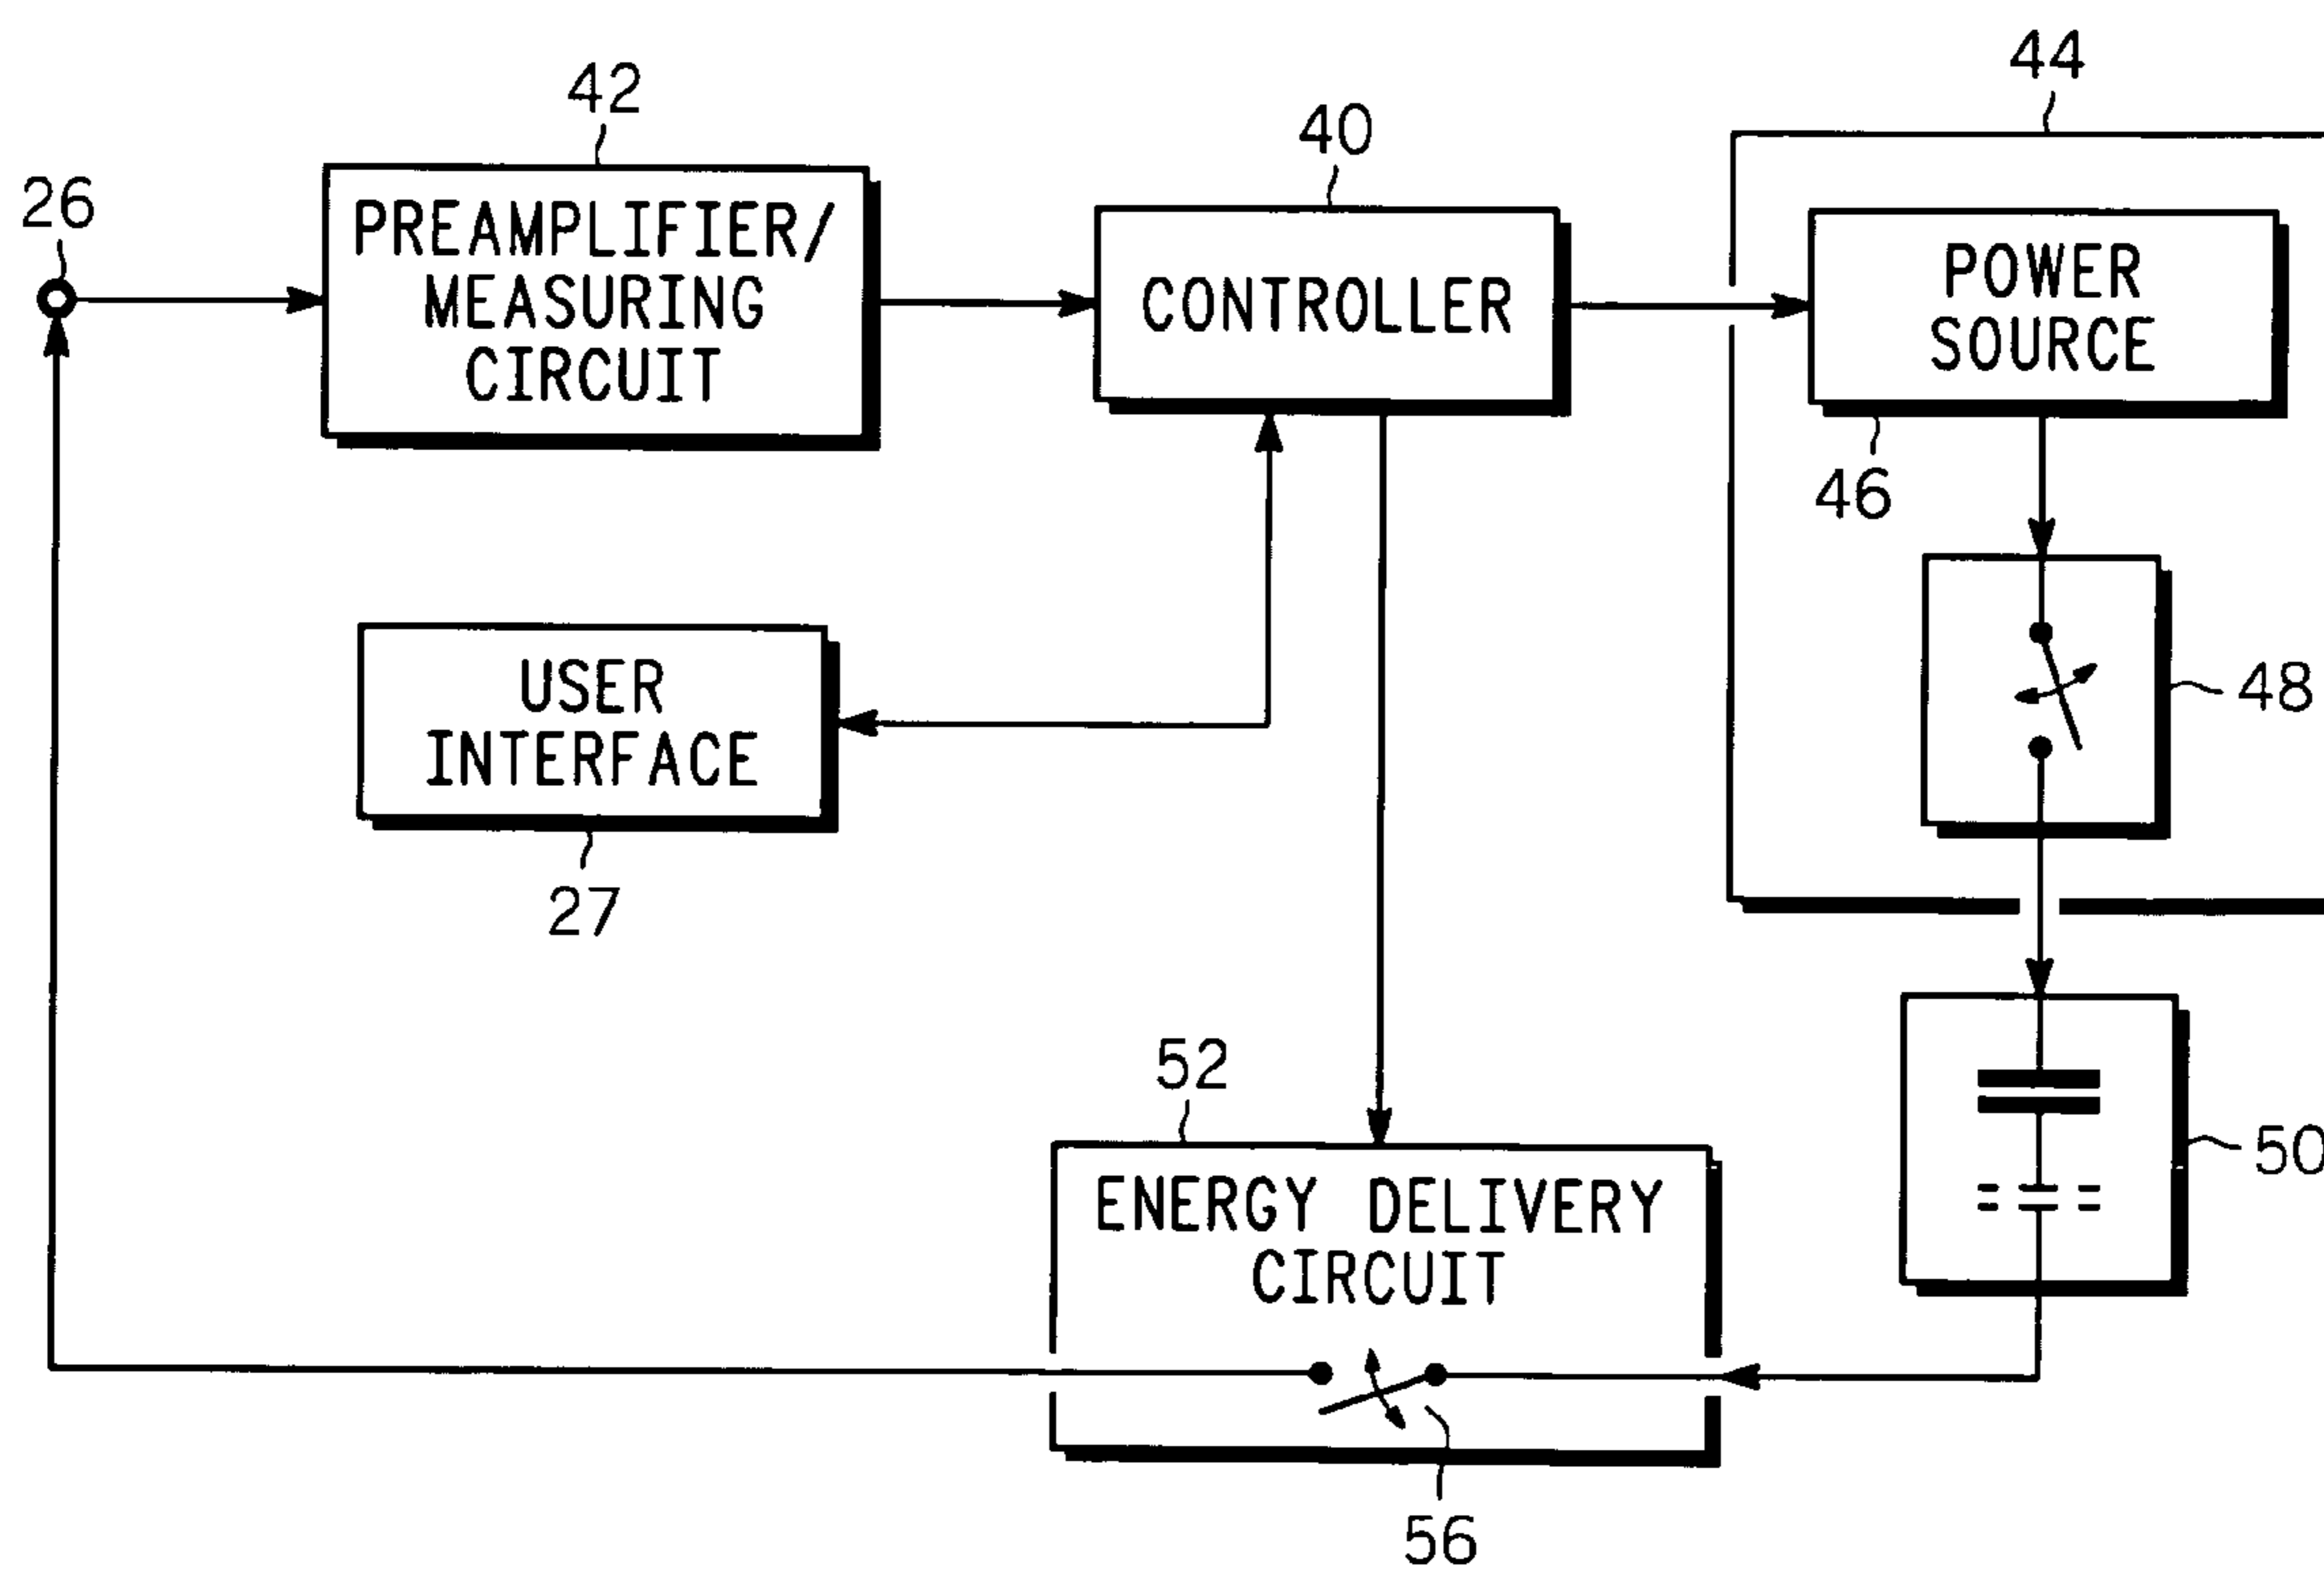 44
42
40
26
PREAMPLIFIER/
MEASURING
CIRCUIT
CONTROLLER
POWER
SOURCE
46
USER
INTERFACE
48
27
52
50
ENERGY DELIVERY
CIRCUIT
56